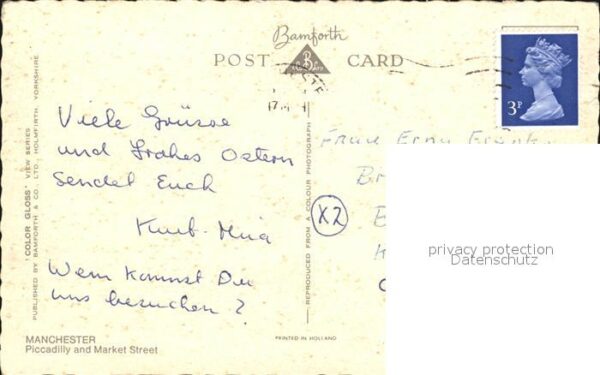 Bamforth
POST CARD
3P
Viele Grüsse
und Frohes Ostern
sendet Euch
Wann kommst Du
uns besuchen?
X2
Frau Erna
privacy protection
Datenschutz
'COLOR GLOSS' VIEW SERIES
PUBLISHED BY BAMFORTH & CO. LTD., HOLMFIRTH, YORKSHIRE
REPRODUCED FROM A COLOUR PHOTOGRAPH
MANCHESTER
Piccadilly and Market Street
PRINTED IN HOLLAND